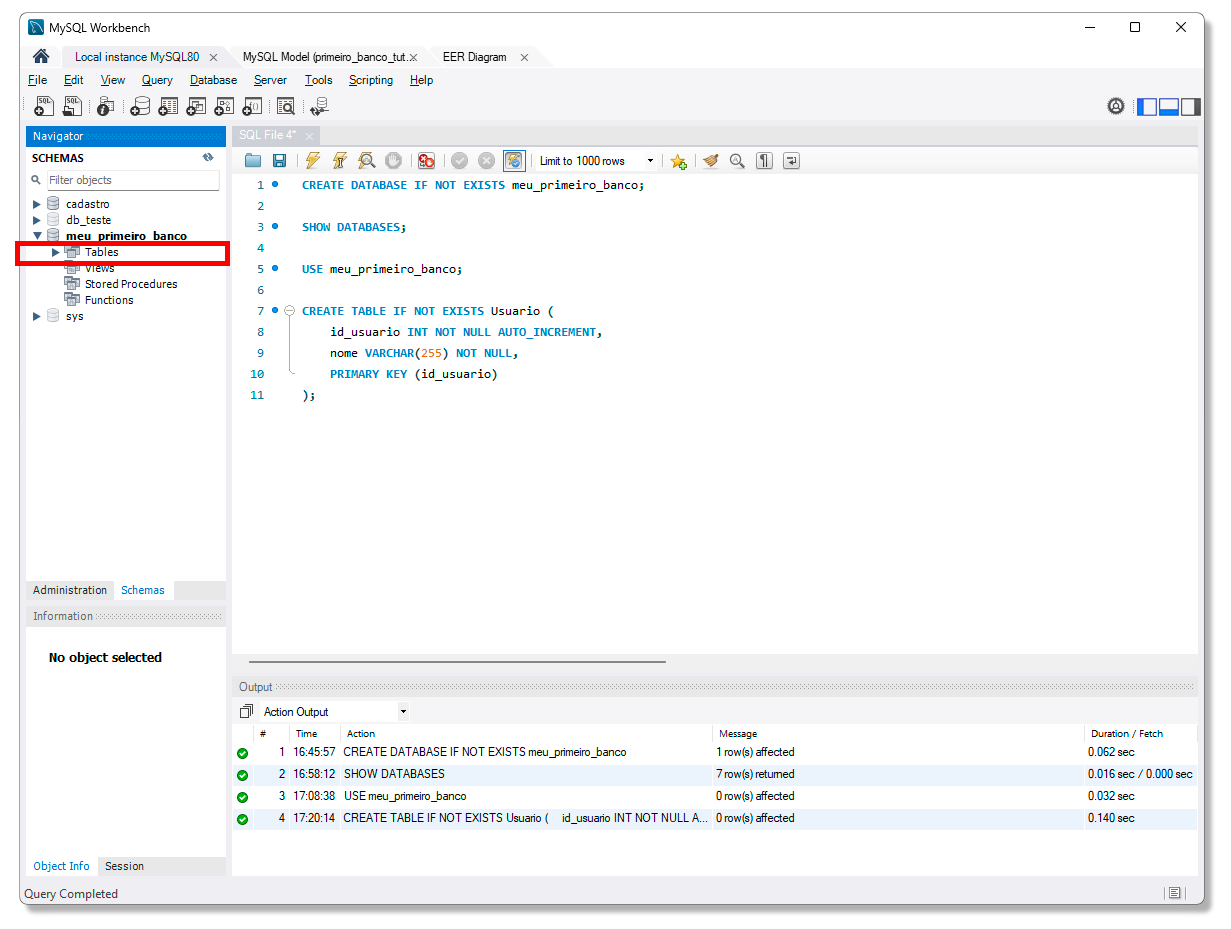 MySQL Workbench
Local instance MySQL80
MySQL Model (primeiro_banco_tut.
EER Diagram
File Edit View Query Database Server Tools Scripting Help
Navigator
SCHEMAS
Filter objects
cadastro
db_teste
meu_primeiro_banco
Tables
Views
Stored Procedures
Functions
sys
Administration Schemas
Information
No object selected
Object Info Session
SQL File 4*
Limit to 1000 rows
1 CREATE DATABASE IF NOT EXISTS meu_primeiro_banco;
2
3 SHOW DATABASES;
4
5 USE meu_primeiro_banco;
6
7 CREATE TABLE IF NOT EXISTS Usuario (
8 id_usuario INT NOT NULL AUTO_INCREMENT,
9 nome VARCHAR(255) NOT NULL,
10 PRIMARY KEY (id_usuario)
11 );
Output
Action Output
# Time Action Message Duration / Fetch
1 16:45:57 CREATE DATABASE IF NOT EXISTS meu_primeiro_banco 1 row(s) affected 0.062 sec
2 16:58:12 SHOW DATABASES 7 row(s) returned 0.016 sec / 0.000 sec
3 17:08:38 USE meu_primeiro_banco 0 row(s) affected 0.032 sec
4 17:20:14 CREATE TABLE IF NOT EXISTS Usuario ( id_usuario INT NOT NULL A... 0 row(s) affected 0.140 sec
Query Completed